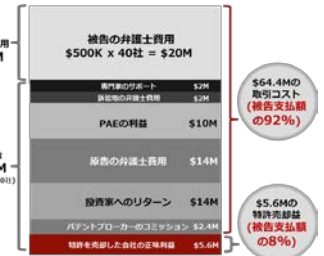 被告の弁護士費用
$500K x 40社 = $20M
専門家のサポート $2M
訴訟地の弁護士費用 $2M
PAEの利益 $10M
原告の弁護士費用 $14M
投資家へのリターン $14M
パテントブローカーのコミッション $2.4M
特許を売却した会社の正味利益 $5.6M
$64.4Mの
取引コスト
(被告支払額
の92%)
$5.6Mの
特許売却益
(被告支払額
の8%)